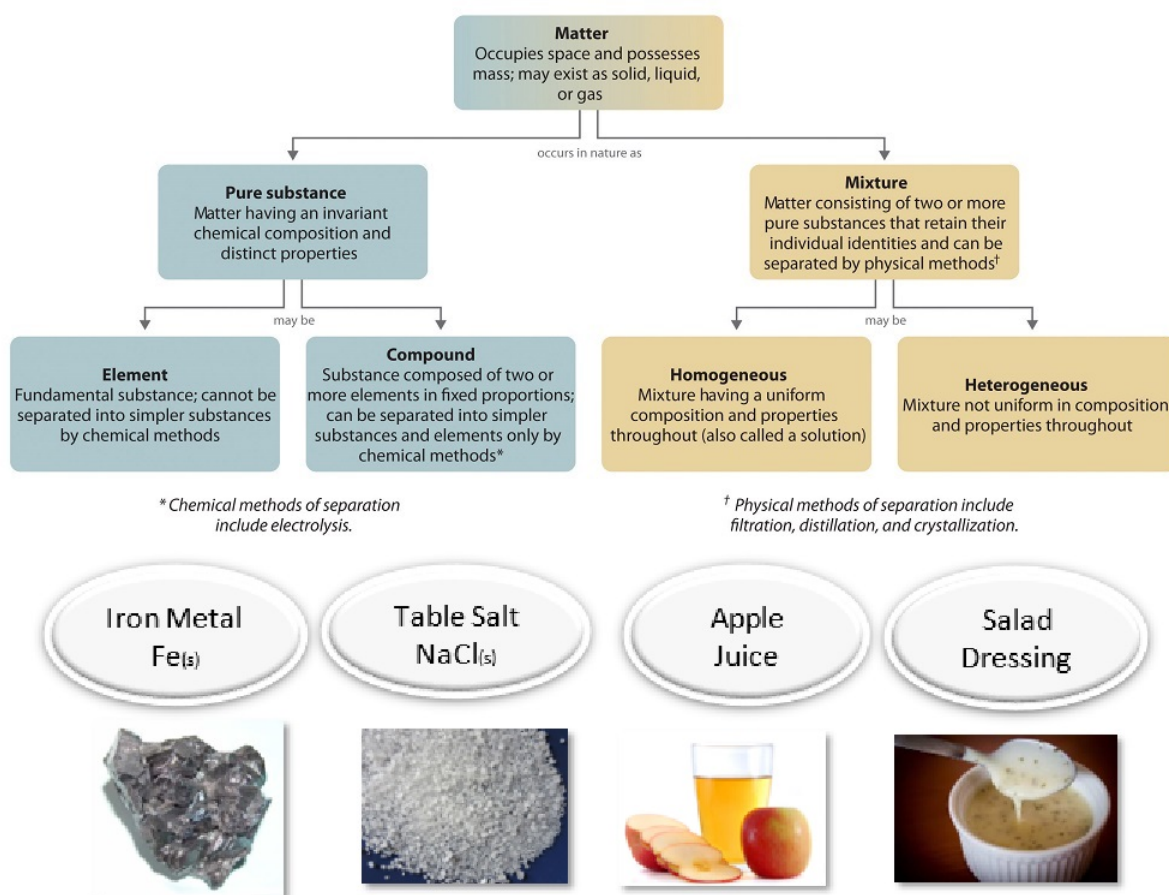 Matter
Occupies space and possesses
mass; may exist as solid, liquid,
or gas
occurs in nature as
Pure substance
Matter having an invariant
chemical composition and
distinct properties
Mixture
Matter consisting of two or more
pure substances that retain their
individual identities and can be
separated by physical methods†
may be
may be
Element
Fundamental substance; cannot be
separated into simpler substances
by chemical methods
Compound
Substance composed of two or
more elements in fixed proportions;
can be separated into simpler
substances and elements only by
chemical methods*
Homogeneous
Mixture having a uniform
composition and properties
throughout (also called a solution)
Heterogeneous
Mixture not uniform in composition
and properties throughout
* Chemical methods of separation
include electrolysis.
† Physical methods of separation include
filtration, distillation, and crystallization.
Iron Metal
Fe(s)
Table Salt
NaCl(s)
Apple
Juice
Salad
Dressing